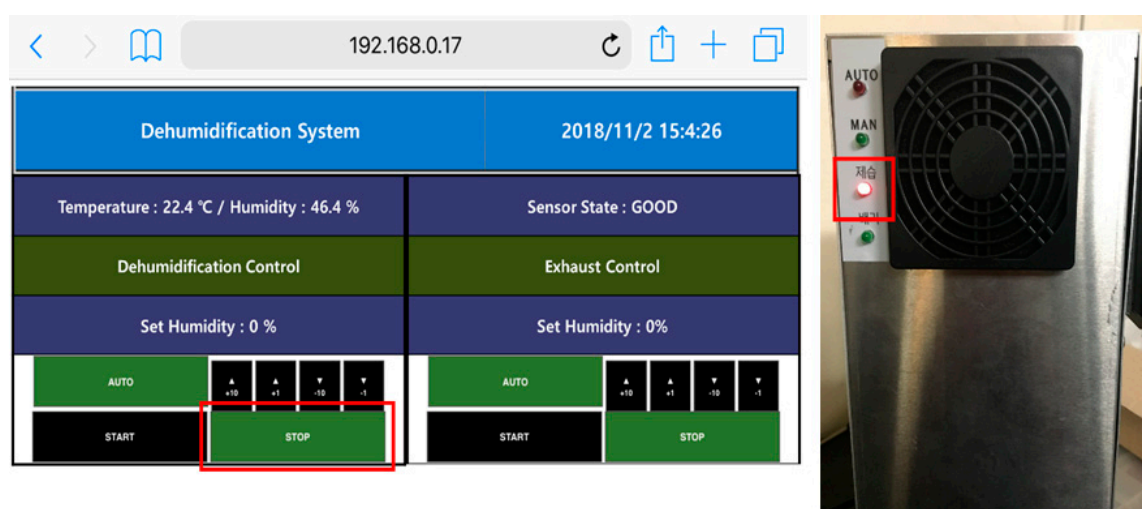 192.168.0.17
Dehumidification System
2018/11/2 15:4:26
Temperature : 22.4 ℃ / Humidity : 46.4 %
Sensor State : GOOD
Dehumidification Control
Exhaust Control
Set Humidity : 0 %
Set Humidity : 0%
AUTO
▲ ▲ ▼ ▼
+10 +1 -10 -1
AUTO
▲ ▲ ▼ ▼
+10 +1 -10 -1
START
STOP
START
STOP
AUTO
MAN
제습
배기